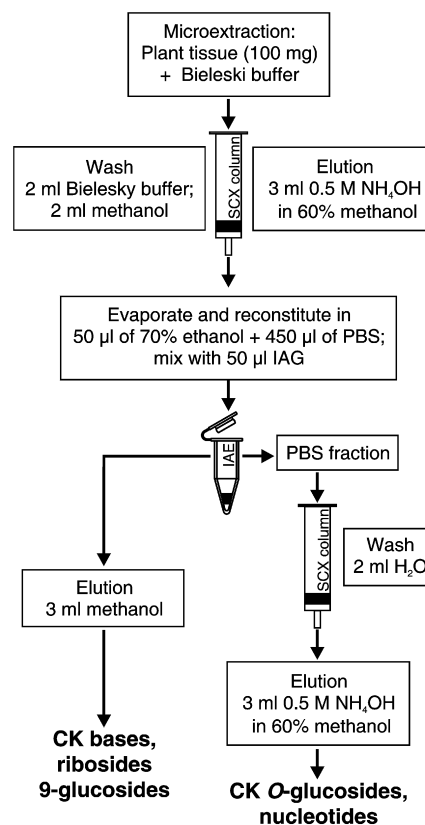 Microextraction:
Plant tissue (100 mg)
+ Bieleski buffer
Wash
2 ml Bielesky buffer;
2 ml methanol
SCX column
Elution
3 ml 0.5 M NH₄OH
in 60% methanol
Evaporate and reconstitute in
50 µl of 70% ethanol + 450 µl of PBS;
mix with 50 µl IAG
IAE
PBS fraction
SCX column
Wash
2 ml H₂O
Elution
3 ml methanol
Elution
3 ml 0.5 M NH₄OH
in 60% methanol
CK bases,
ribosides
9-glucosides
CK O-glucosides,
nucleotides